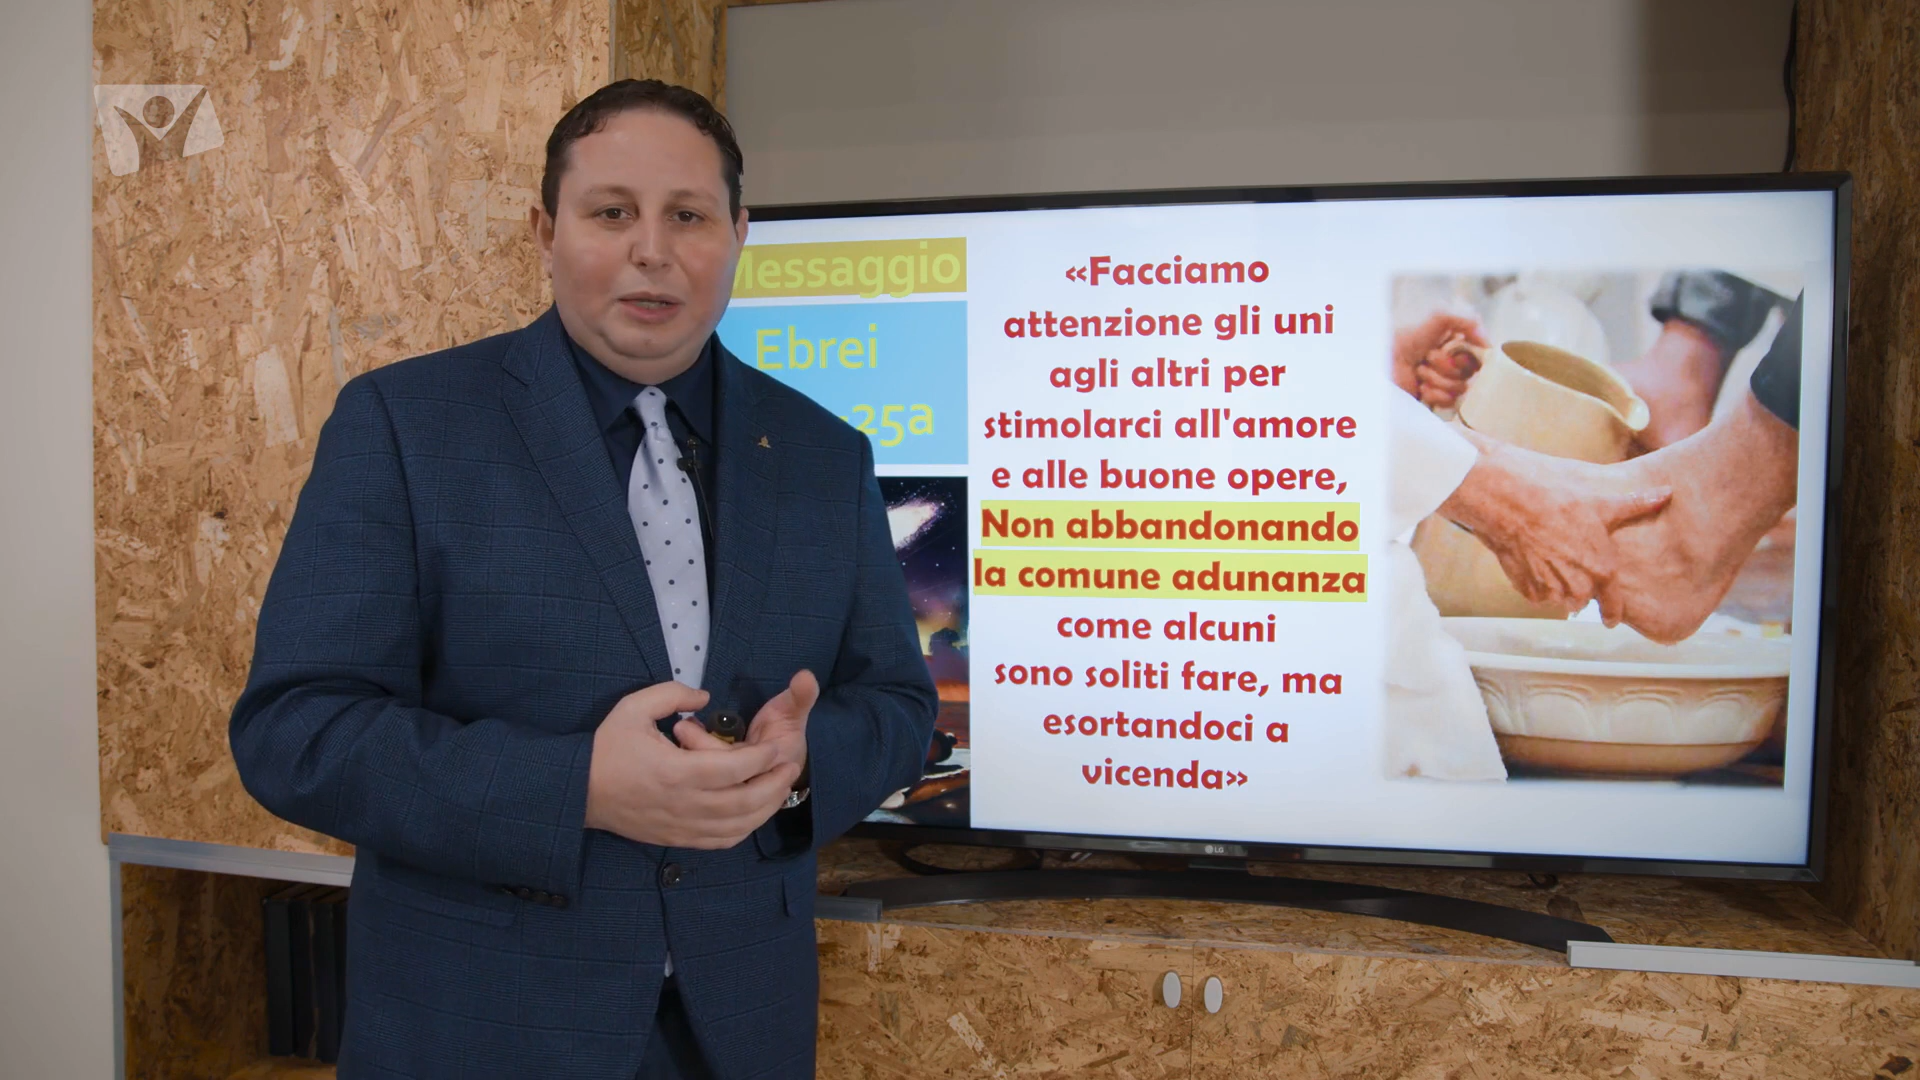 Messaggio
Ebrei
-25a
«Facciamo
attenzione gli uni
agli altri per
stimolarci all'amore
e alle buone opere,
Non abbandonando
la comune adunanza
come alcuni
sono soliti fare, ma
esortandoci a
vicenda»
LG